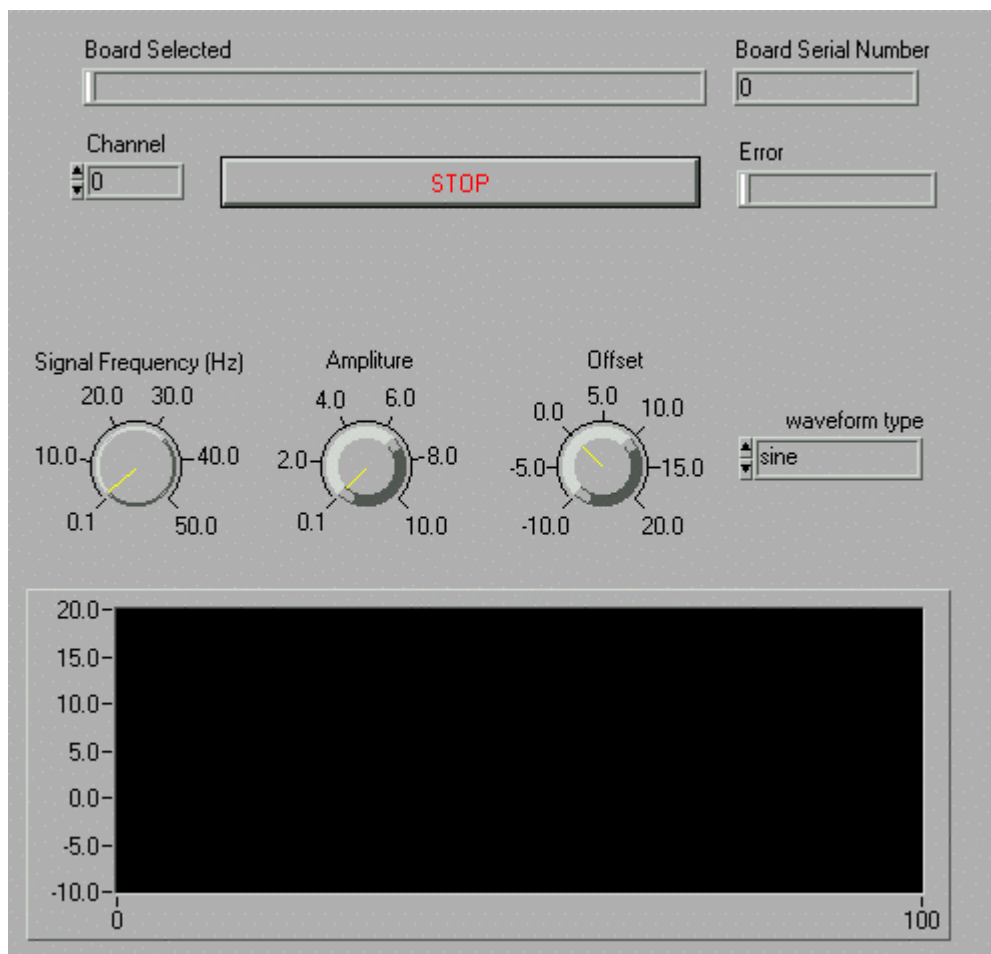 Board Selected
Board Serial Number
0
Channel
0
STOP
Error
Signal Frequency (Hz)
20.0 30.0
10.0 40.0
0.1 50.0
Ampliture
4.0 6.0
2.0 8.0
0.1 10.0
Offset
5.0
0.0 10.0
-5.0 15.0
-10.0 20.0
waveform type
sine
20.0
15.0
10.0
5.0
0.0
-5.0
-10.0
0 100